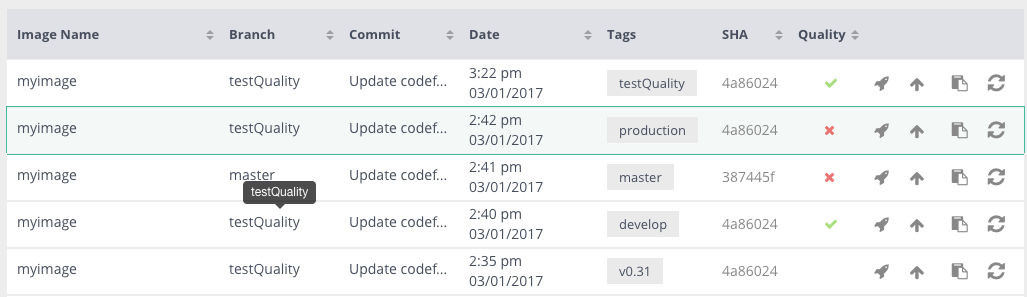 Image Name Branch Commit Date Tags SHA Quality
myimage testQuality Update codef... 3:22 pm 03/01/2017 testQuality 4a86024
myimage testQuality Update codef... 2:42 pm 03/01/2017 production 4a86024
myimage master Update codef... 2:41 pm 03/01/2017 master 387445f
testQuality
myimage testQuality Update codef... 2:40 pm 03/01/2017 develop 4a86024
myimage testQuality Update codef... 2:35 pm 03/01/2017 v0.31 4a86024